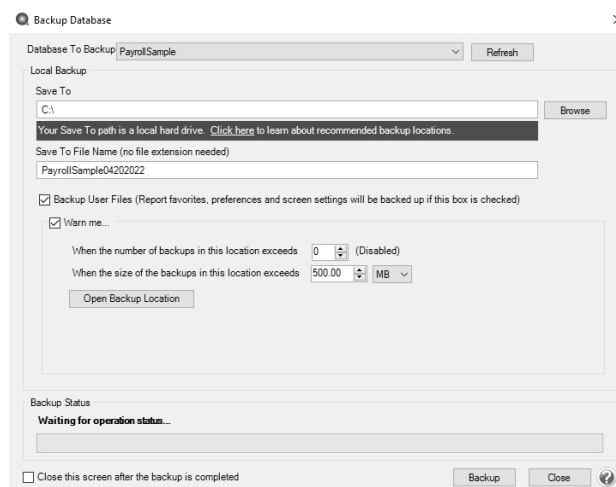 Backup Database
Database To Backup PayrollSample Refresh
Local Backup
Save To
C:\ Browse
Your Save To path is a local hard drive. Click here to learn about recommended backup locations.
Save To File Name (no file extension needed)
PayrollSample04202022
Backup User Files (Report favorites, preferences and screen settings will be backed up if this box is checked)
Warn me...
When the number of backups in this location exceeds 0 (Disabled)
When the size of the backups in this location exceeds 500.00 MB
Open Backup Location
Backup Status
Waiting for operation status...
Close this screen after the backup is completed Backup Close ?